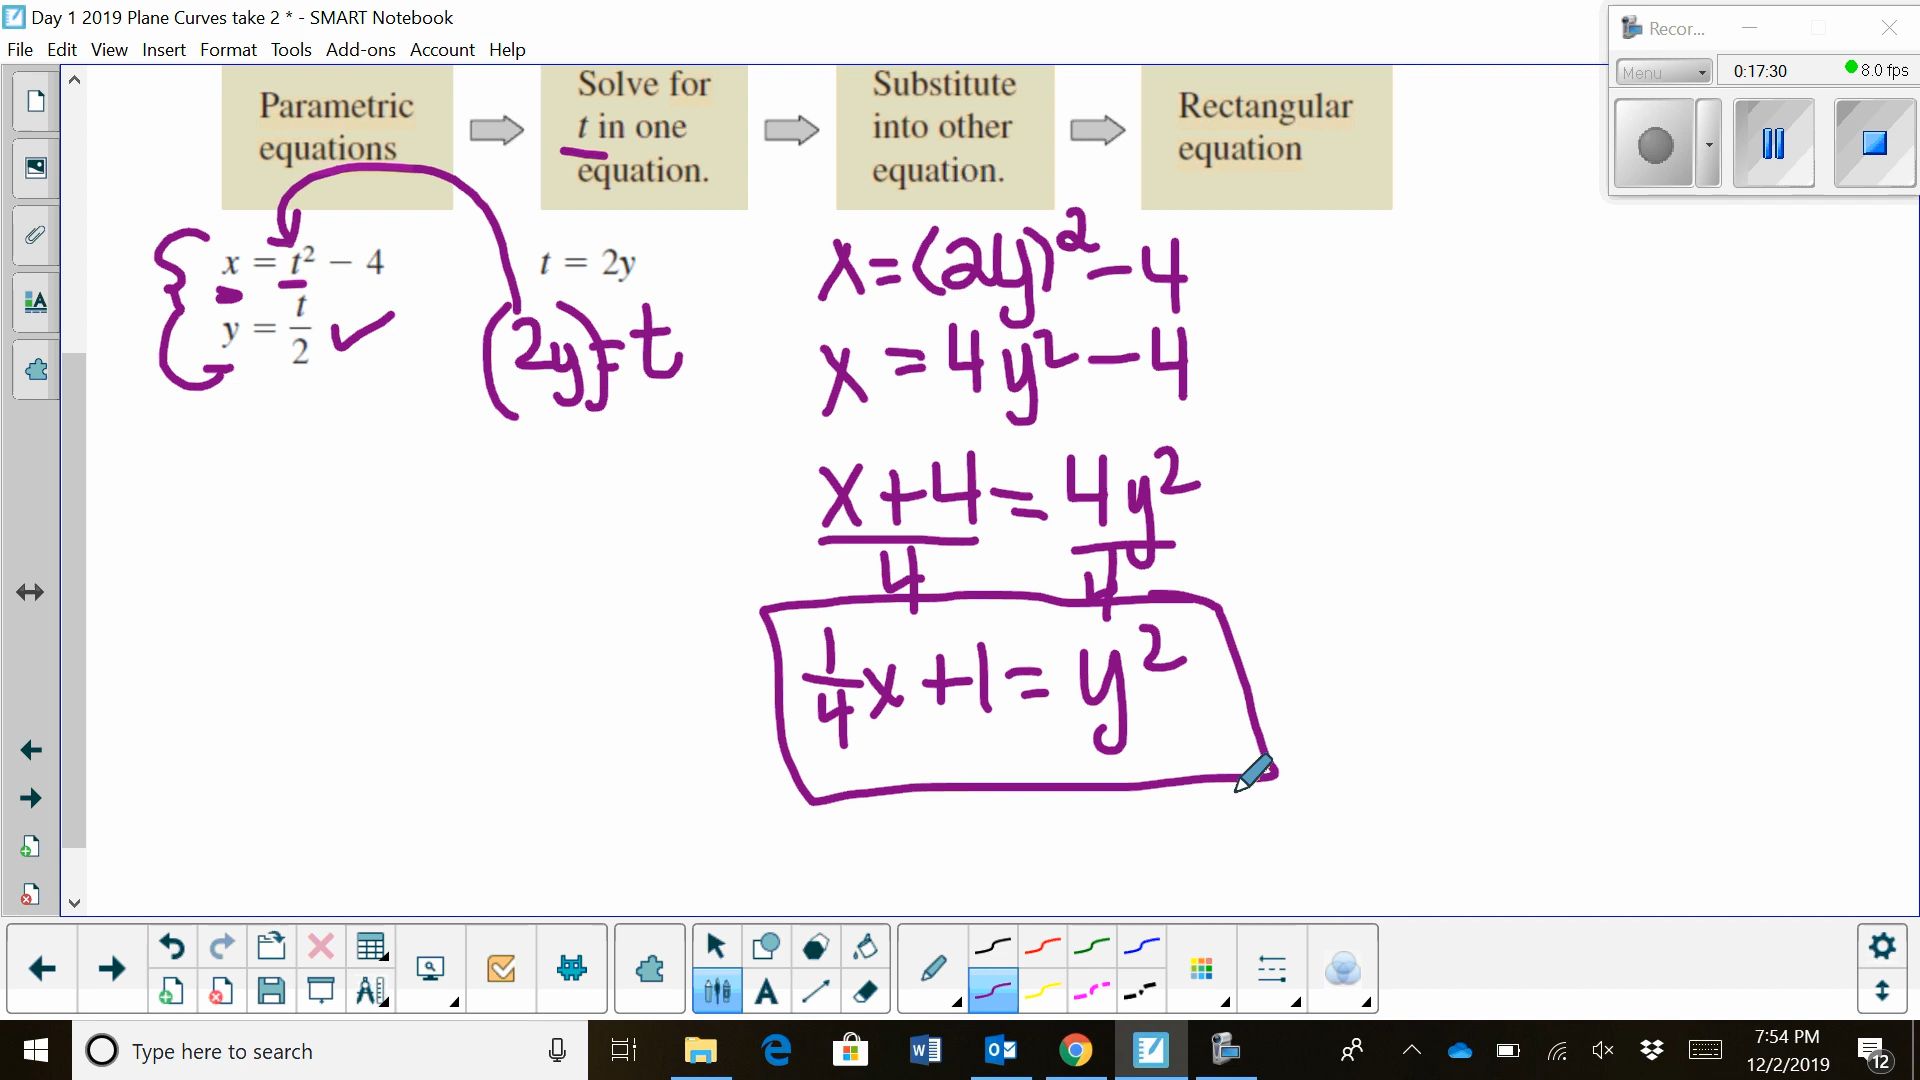 Day 1 2019 Plane Curves take 2 * - SMART Notebook
File Edit View Insert Format Tools Add-ons Account Help
Recor...
Menu 0:17:30 8.0 fps
Parametric
equations
Solve for
t in one
equation.
Substitute
into other
equation.
Rectangular
equation
x = t² − 4
y = t/2
t = 2y
(2y) = t
x = (2y)² − 4
x = 4y² − 4
x + 4 = 4y²
4 4
1/4 x + 1 = y²
Type here to search
7:54 PM
12/2/2019
12